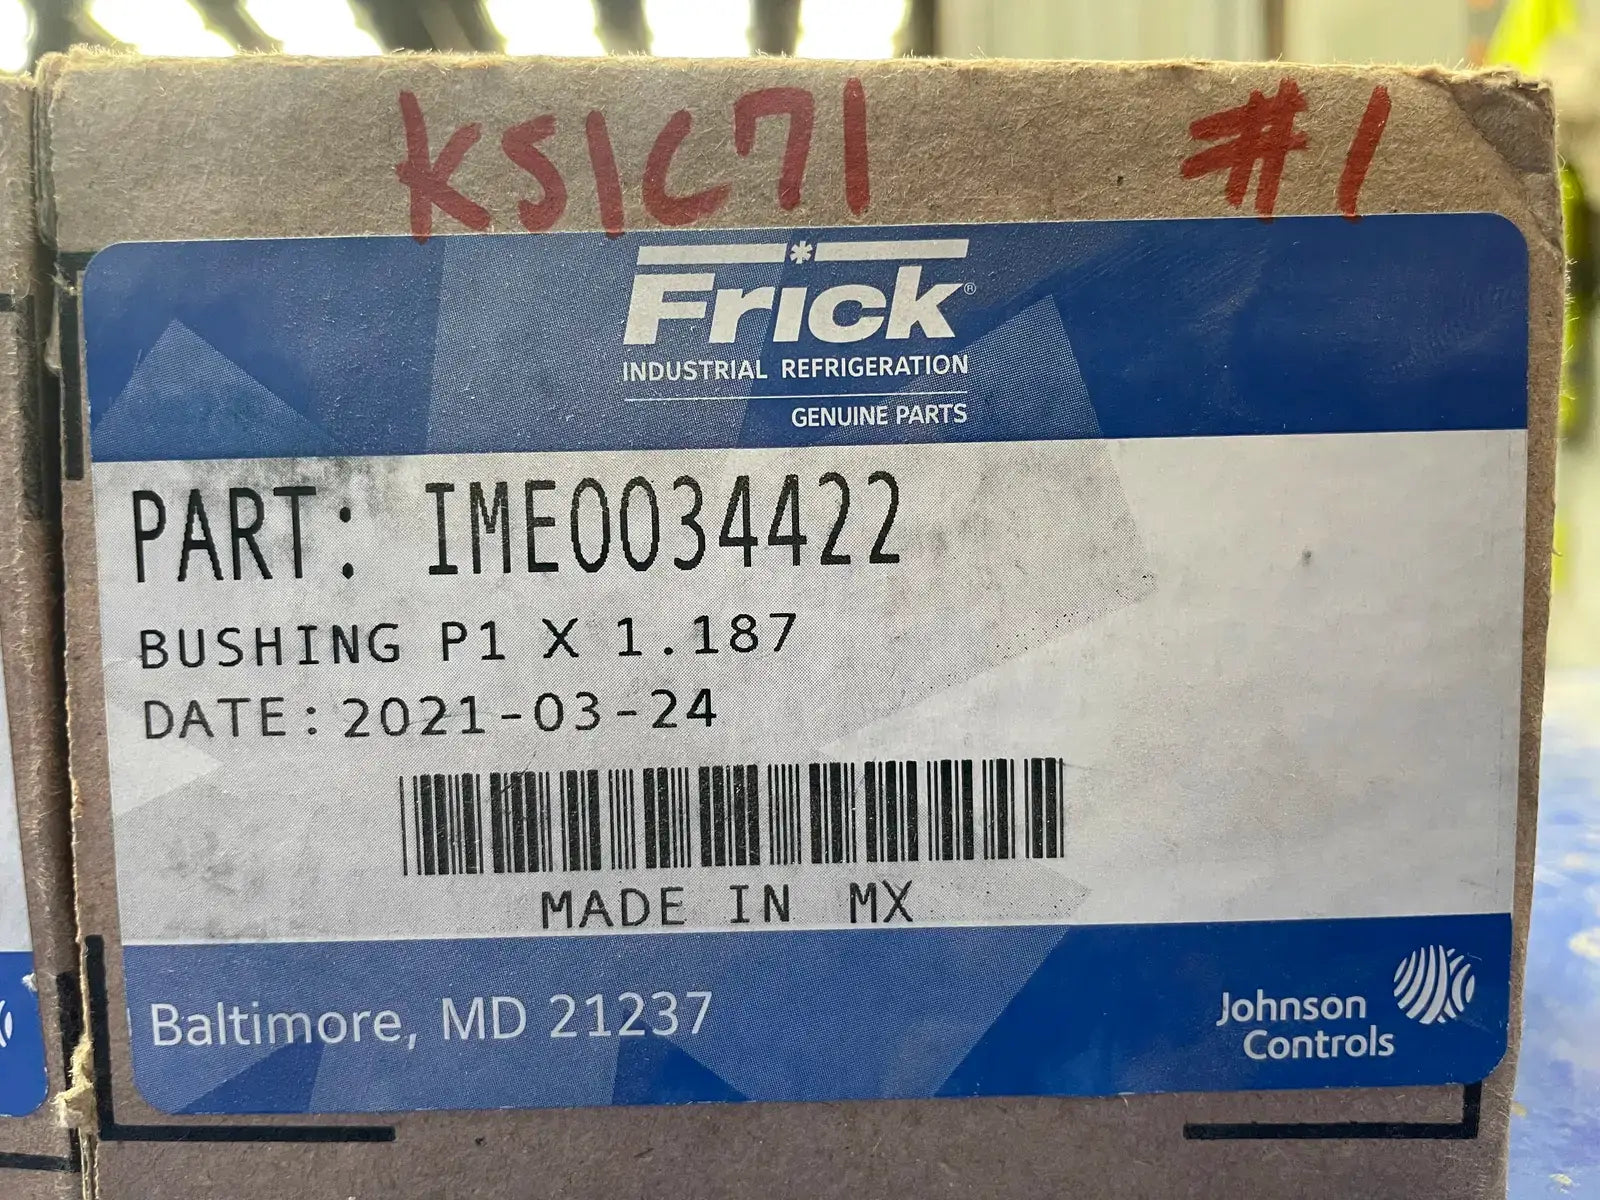 K51C71 #1
Frick®
INDUSTRIAL REFRIGERATION
GENUINE PARTS
PART: IME0034422
BUSHING P1 X 1.187
DATE:2021-03-24
MADE IN MX
Baltimore, MD 21237
Johnson
Controls